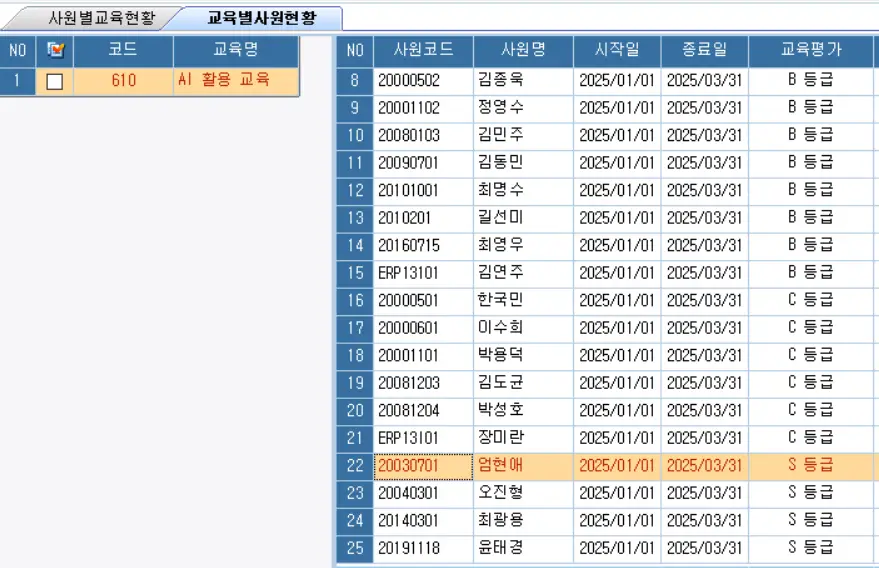 사원별교육현황 교육별사원현황
NO 코드 교육명
1 610 AI 활용 교육
NO 사원코드 사원명 시작일 종료일 교육평가
8 20000502 김종욱 2025/01/01 2025/03/31 B 등급
9 20001102 정영수 2025/01/01 2025/03/31 B 등급
10 20080103 김민주 2025/01/01 2025/03/31 B 등급
11 20090701 김동민 2025/01/01 2025/03/31 B 등급
12 20101001 최명수 2025/01/01 2025/03/31 B 등급
13 2010201 길선미 2025/01/01 2025/03/31 B 등급
14 20160715 최영우 2025/01/01 2025/03/31 B 등급
15 ERP13101 김연주 2025/01/01 2025/03/31 B 등급
16 20000501 한국민 2025/01/01 2025/03/31 C 등급
17 20000601 이수희 2025/01/01 2025/03/31 C 등급
18 20001101 박용덕 2025/01/01 2025/03/31 C 등급
19 20081203 김도균 2025/01/01 2025/03/31 C 등급
20 20081204 박성호 2025/01/01 2025/03/31 C 등급
21 ERP13I01 장미란 2025/01/01 2025/03/31 C 등급
22 20030701 엄현애 2025/01/01 2025/03/31 S 등급
23 20040301 오진형 2025/01/01 2025/03/31 S 등급
24 20140301 최광용 2025/01/01 2025/03/31 S 등급
25 20191118 윤태경 2025/01/01 2025/03/31 S 등급